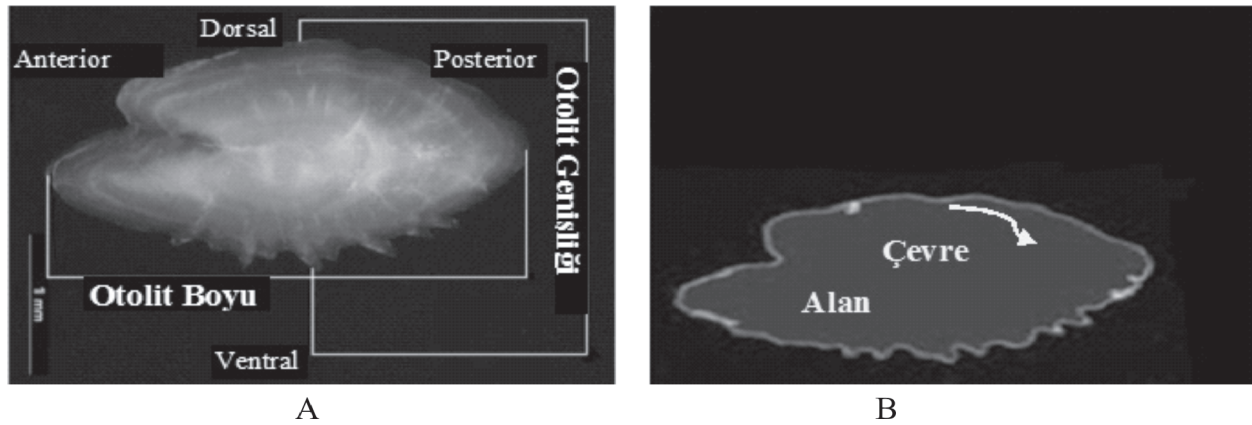 Dorsal
Anterior
Posterior
Otolit Genişliği
Otolit Boyu
1 mm
Ventral
A
Çevre
Alan
B